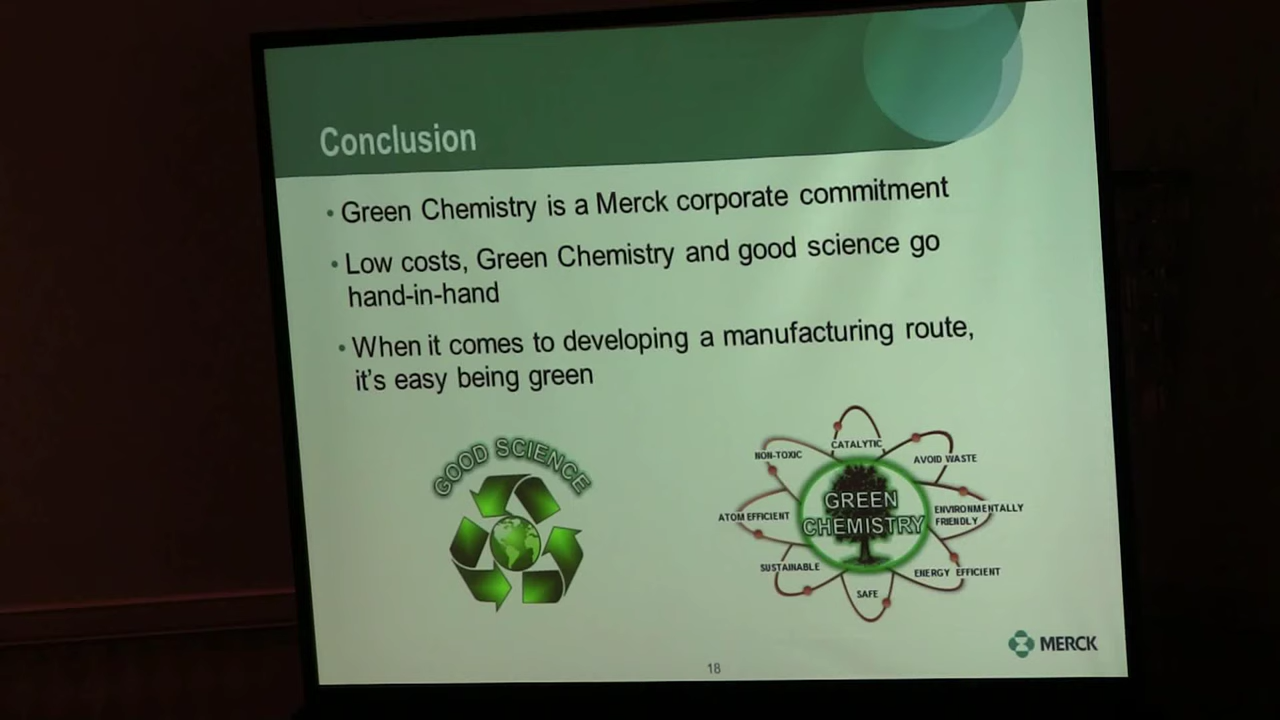 Conclusion
• Green Chemistry is a Merck corporate commitment
• Low costs, Green Chemistry and good science go
hand-in-hand
• When it comes to developing a manufacturing route,
it's easy being green
GOOD SCIENCE
CATALYTIC
NON-TOXIC
AVOID WASTE
GREEN
CHEMISTRY
ATOM EFFICIENT
ENVIRONMENTALLY
FRIENDLY
SUSTAINABLE
ENERGY EFFICIENT
SAFE
MERCK
18